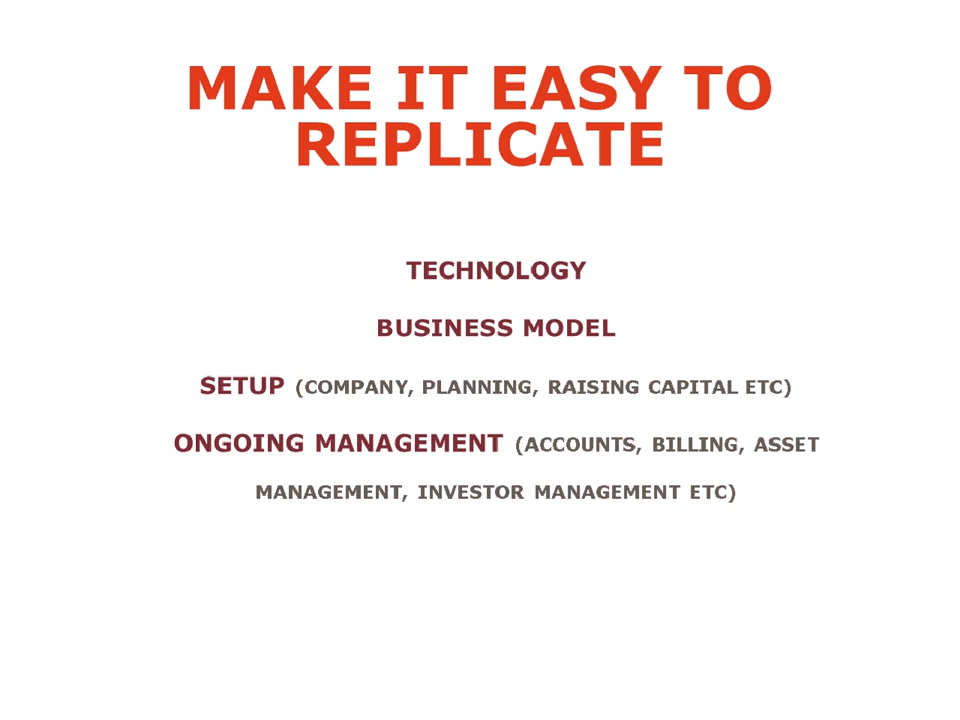 MAKE IT EASY TO
REPLICATE
TECHNOLOGY
BUSINESS MODEL
SETUP (COMPANY, PLANNING, RAISING CAPITAL ETC)
ONGOING MANAGEMENT (ACCOUNTS, BILLING, ASSET
MANAGEMENT, INVESTOR MANAGEMENT ETC)